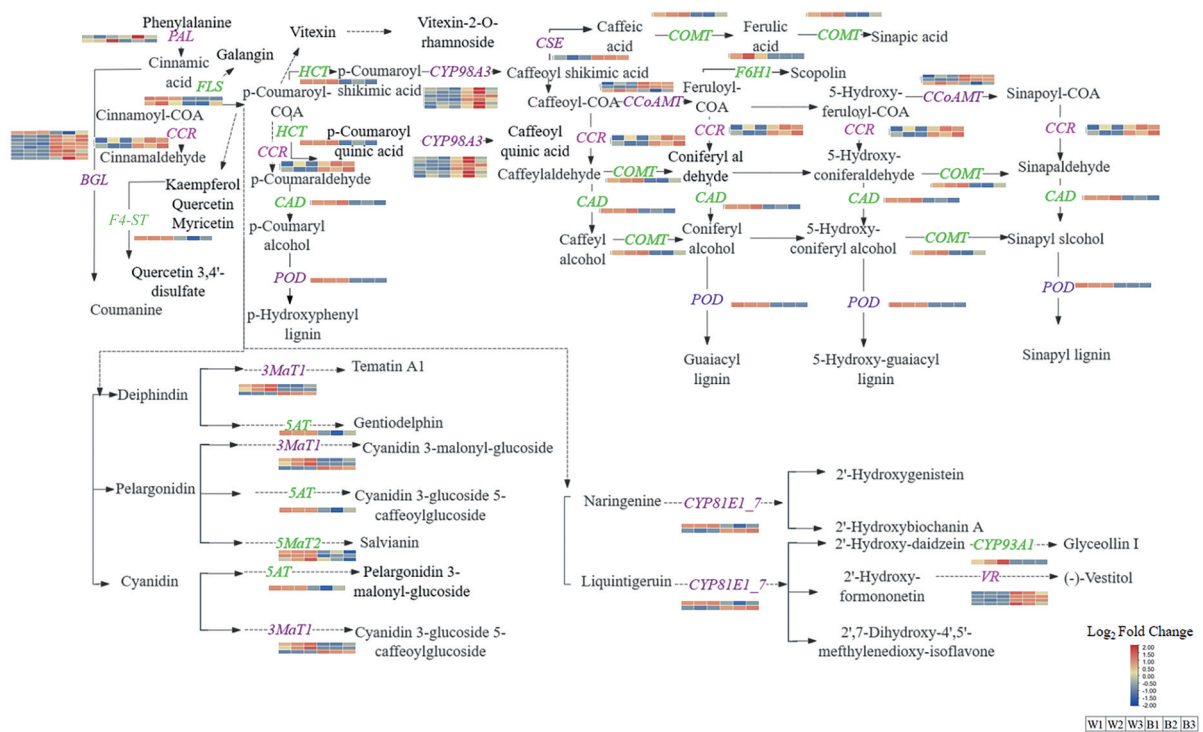 Phenylalanine
PAL
Cinnamic
acid
Galangin
FLS
Cinnamoyl-COA
CCR
Cinnamaldehyde
BGL
Kaempferol
Quercetin
Myricetin
F4-ST
Quercetin 3,4'-
disulfate
Coumanine
Vitexin
Vitexin-2-O-
rhamnoside
p-Coumaroyl-
COA
HCT
p-Coumaroyl
shikimic acid
CYP98A3
Caffeoyl shikimic acid
HCT
p-Coumaroyl
quinic acid
CYP98A3
Caffeoyl
quinic acid
CCR
p-Coumaraldehyde
CAD
p-Coumaryl
alcohol
POD
p-Hydroxyphenyl
lignin
CSE
Caffeic
acid
COMT
Ferulic
acid
COMT
Sinapic acid
Caffeoyl-COA
CCoAMT
Feruloyl-
COA
F6H1
Scopolin
5-Hydroxy-
feruloyl-COA
CCoAMT
Sinapoyl-COA
CCR
CCR
CCR
CCR
Caffeylaldehyde
COMT
Coniferyl al
dehyde
5-Hydroxy-
coniferaldehyde
COMT
Sinapaldehyde
CAD
CAD
CAD
CAD
Caffeyl
alcohol
COMT
Coniferyl
alcohol
5-Hydroxy-
coniferyl alcohol
COMT
Sinapyl slcohol
POD
POD
POD
Guaiacyl
lignin
5-Hydroxy-guaiacyl
lignin
Sinapyl lignin
Deiphindin
3MaT1
Tematin A1
5AT
Gentiodelphin
Pelargonidin
3MaT1
Cyanidin 3-malonyl-glucoside
5AT
Cyanidin 3-glucoside 5-
caffeoylglucoside
5MaT2
Salvianin
Cyanidin
5AT
Pelargonidin 3-
malonyl-glucoside
3MaT1
Cyanidin 3-glucoside 5-
caffeoylglucoside
Naringenine
CYP81E1_7
2'-Hydroxygenistein
2'-Hydroxybiochanin A
Liquintigeruin
CYP81E1_7
2'-Hydroxy-daidzein
CYP93A1
Glyceollin I
2'-Hydroxy-
formononetin
VR
(-)-Vestitol
2',7-Dihydroxy-4',5'-
mefthylenedioxy-isoflavone
Log2 Fold Change
2.00
1.50
1.00
0.50
0.00
-0.50
-1.00
-1.50
-2.00
W1 W2 W3 B1 B2 B3